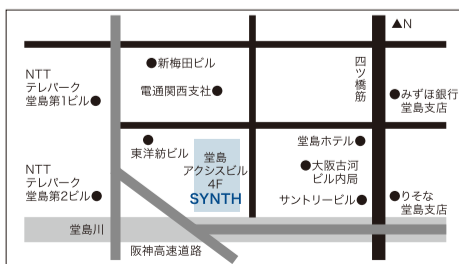 ▲N
新梅田ビル
NTT
テレパーク
堂島第1ビル
電通関西支社
四ツ橋筋
みずほ銀行
堂島支店
東洋紡ビル
堂島
アクシスビル
4F
SYNTH
堂島ホテル
大阪古河
ビル内局
サントリービル
NTT
テレパーク
堂島第2ビル
りそな
堂島支店
堂島川
阪神高速道路